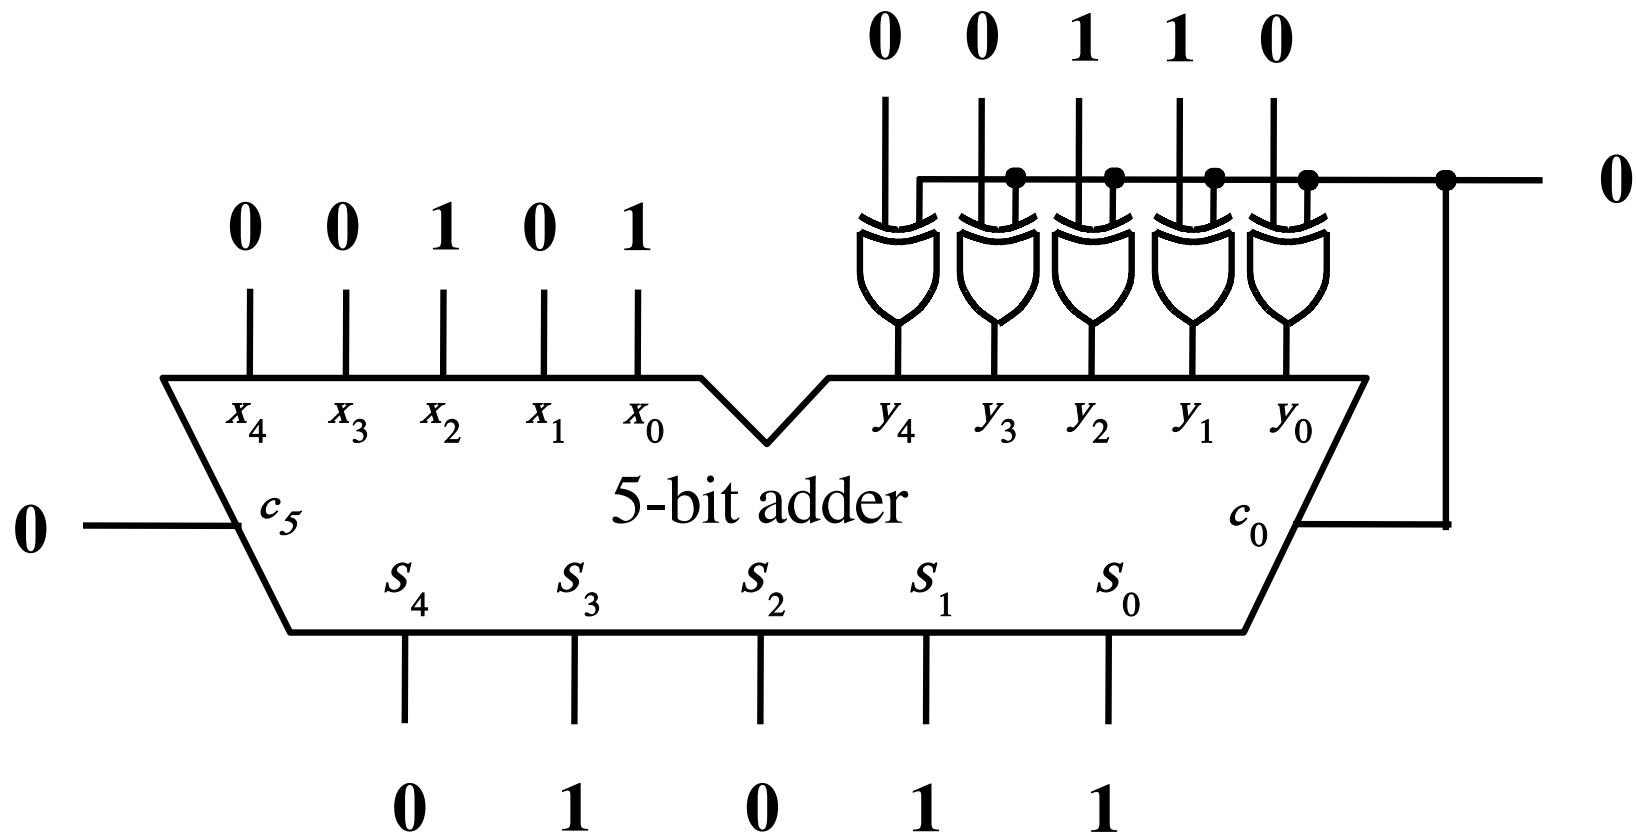 0 0 1 1 0
0
0 0 1 0 1
x4 x3 x2 x1 x0 y4 y3 y2 y1 y0
5-bit adder
0 c5 c0
s4 s3 s2 s1 s0
0 1 0 1 1